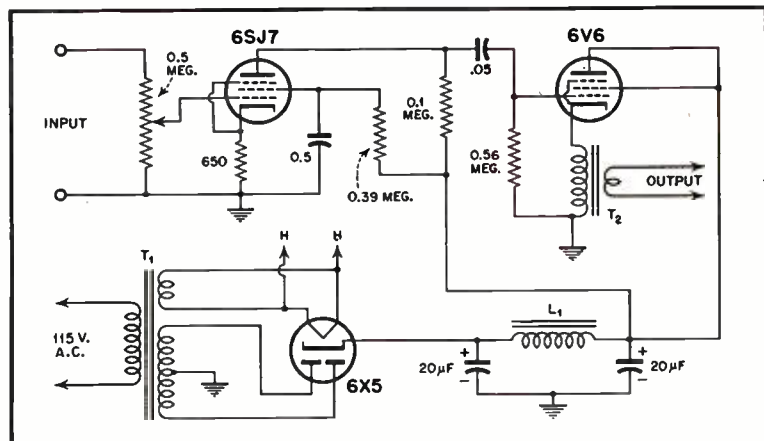 6SJ7
6V6
0.5
MEG.
.05
INPUT
0.1
MEG.
650
0.5
0.56
MEG.
0.39 MEG.
OUTPUT
T2
T1
H H
L1
115 V.
A.C.
20µF
+
-
6X5
+
-
20µF